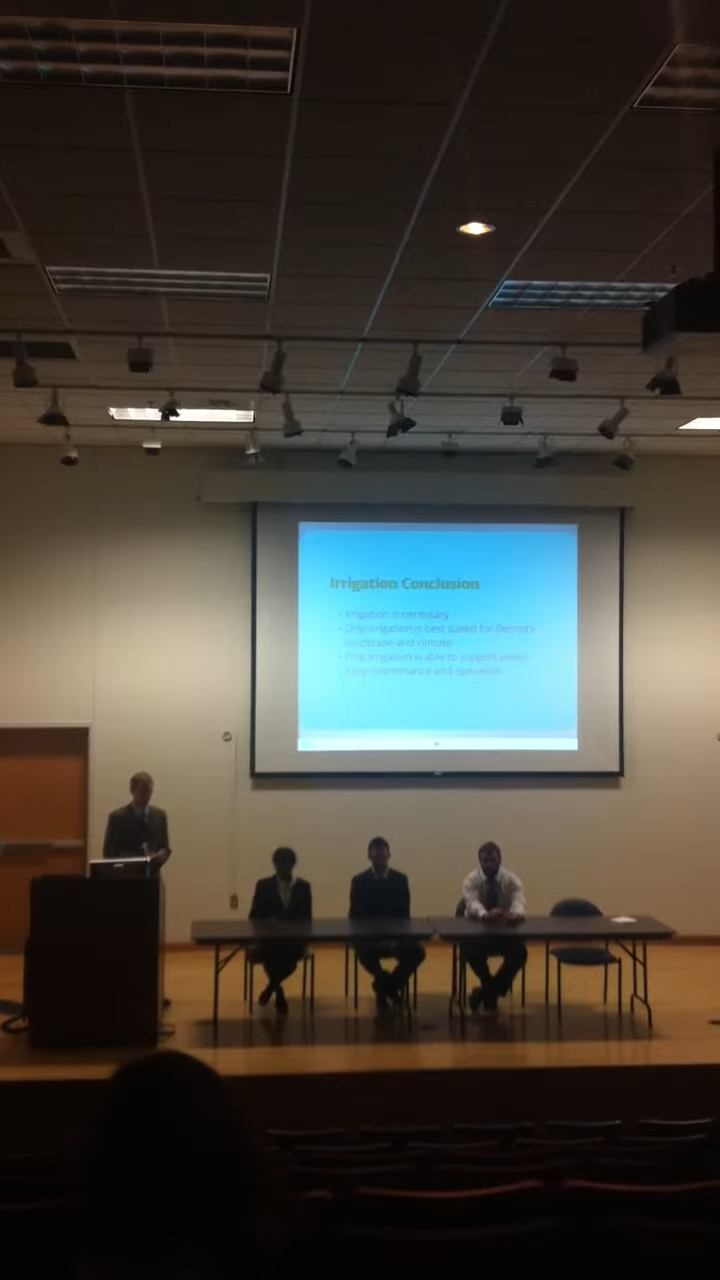 Irrigation Conclusion
- Irrigation is necessary
- Drip irrigation is best suited for Detroit's
landscape and climate
- Drip irrigation is able to support
- Easy maintenance and operation